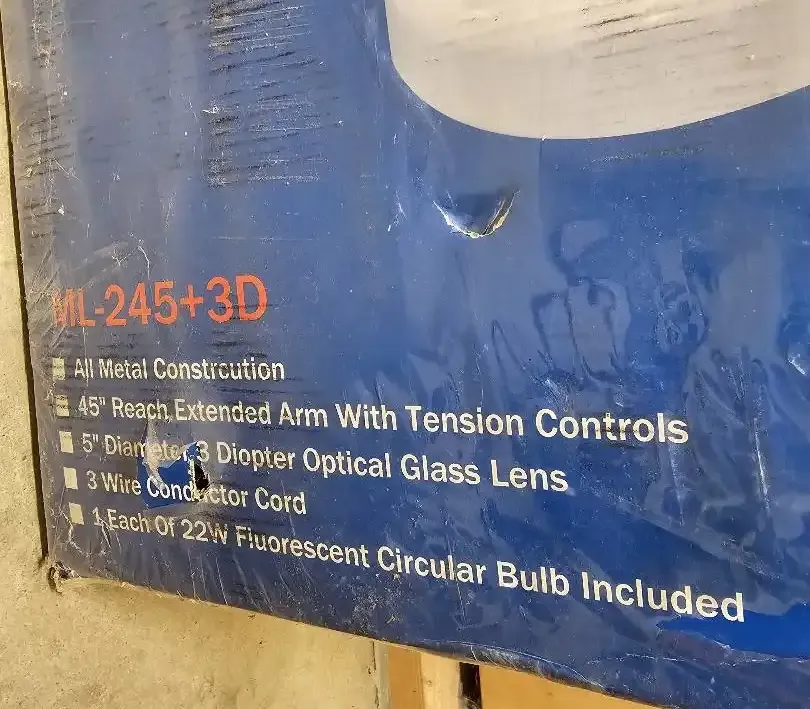 ML-245+3D
All Metal Constrcution
45" Reach Extended Arm With Tension Controls
5" Diameter 3 Diopter Optical Glass Lens
3 Wire Conductor Cord
1 Each Of 22W Fluorescent Circular Bulb Included